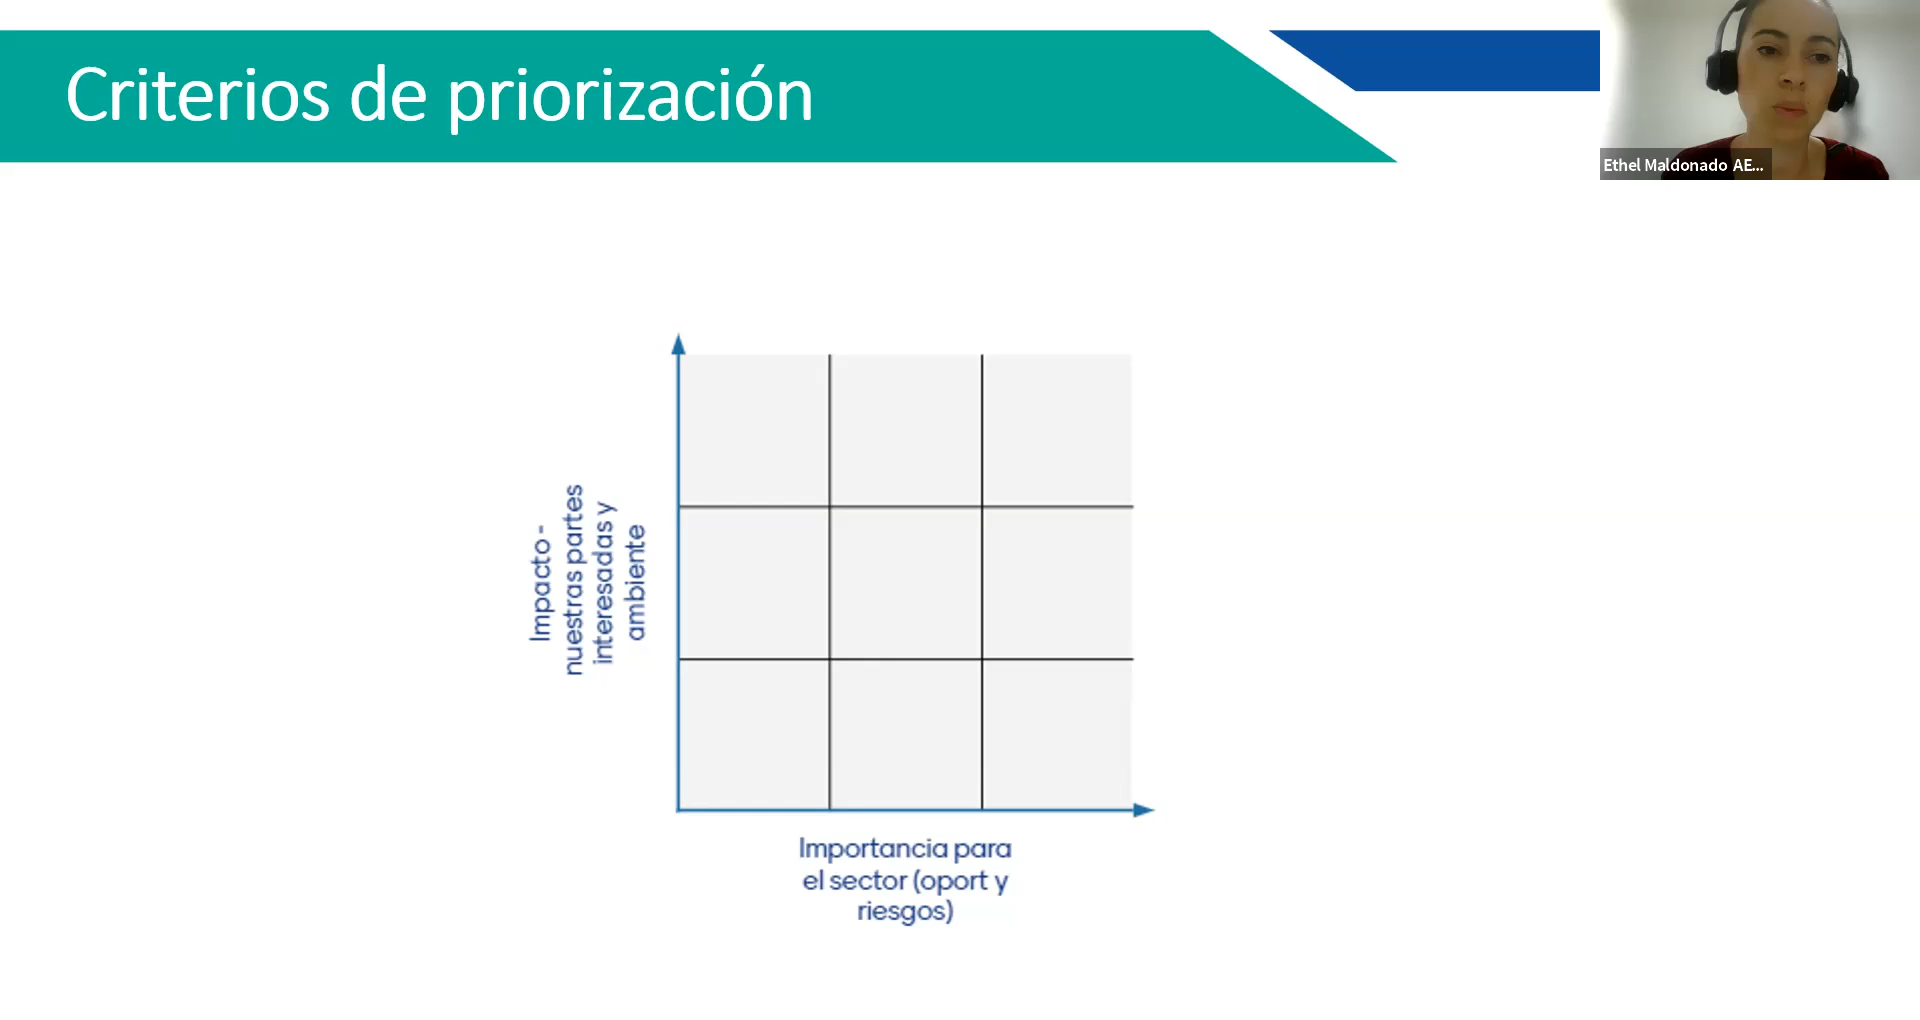 Criterios de priorización
Ethel Maldonado AE...
Impacto -
nuestras partes
interesadas y
ambiente
Importancia para
el sector (oport y
riesgos)